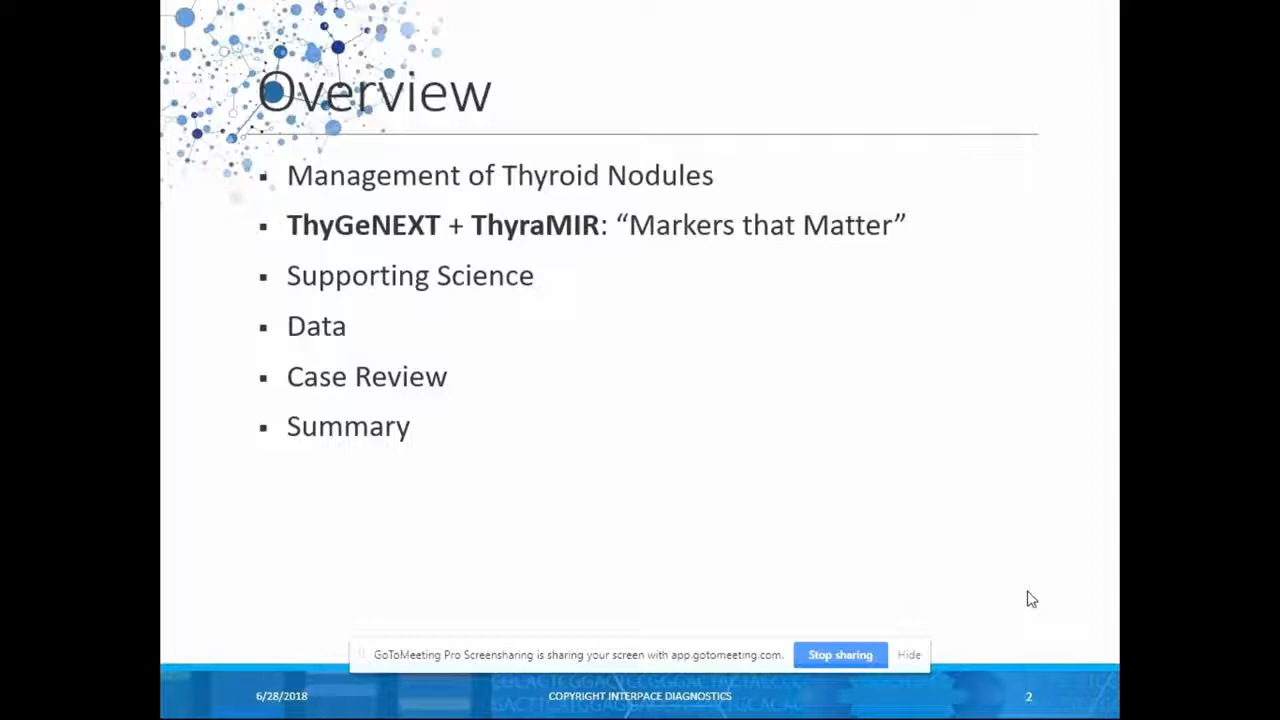 Overview
▪ Management of Thyroid Nodules
▪ ThyGeNEXT + ThyraMIR: “Markers that Matter”
▪ Supporting Science
▪ Data
▪ Case Review
▪ Summary
GoToMeeting Pro Screensharing is sharing your screen with app.gotomeeting.com. Stop sharing Hide
6/28/2018 COPYRIGHT INTERPACE DIAGNOSTICS 2